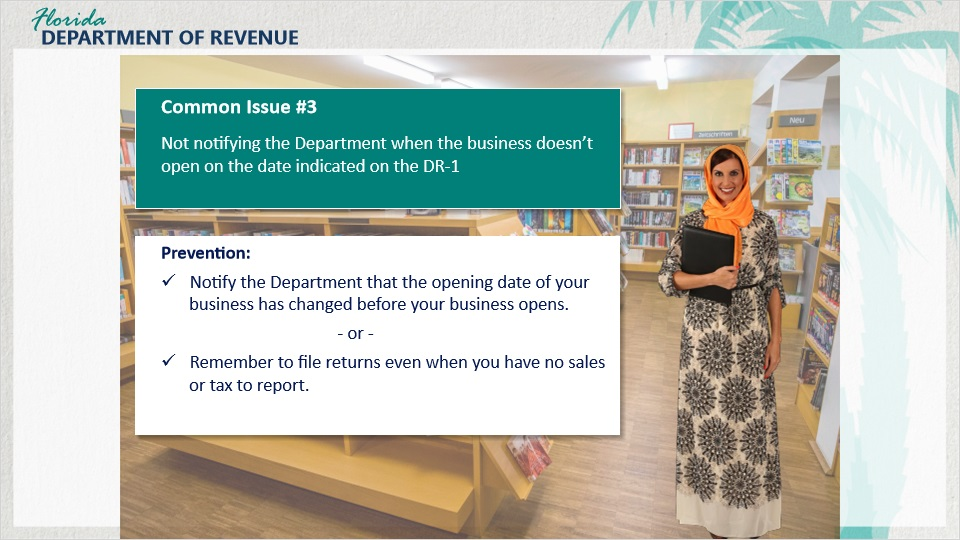 Florida
DEPARTMENT OF REVENUE
Common Issue #3
Not notifying the Department when the business doesn't
open on the date indicated on the DR-1
Neu
Zeitschriften
Prevention:
✓ Notify the Department that the opening date of your
business has changed before your business opens.
- or -
✓ Remember to file returns even when you have no sales
or tax to report.